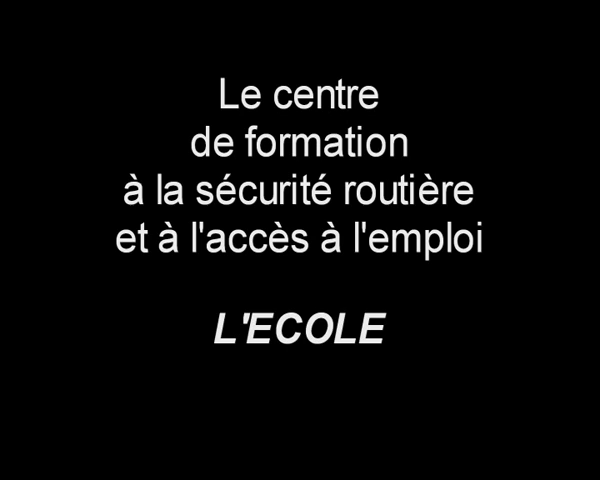 Le centre
de formation
à la sécurité routière
et à l'accès à l'emploi
L'ECOLE